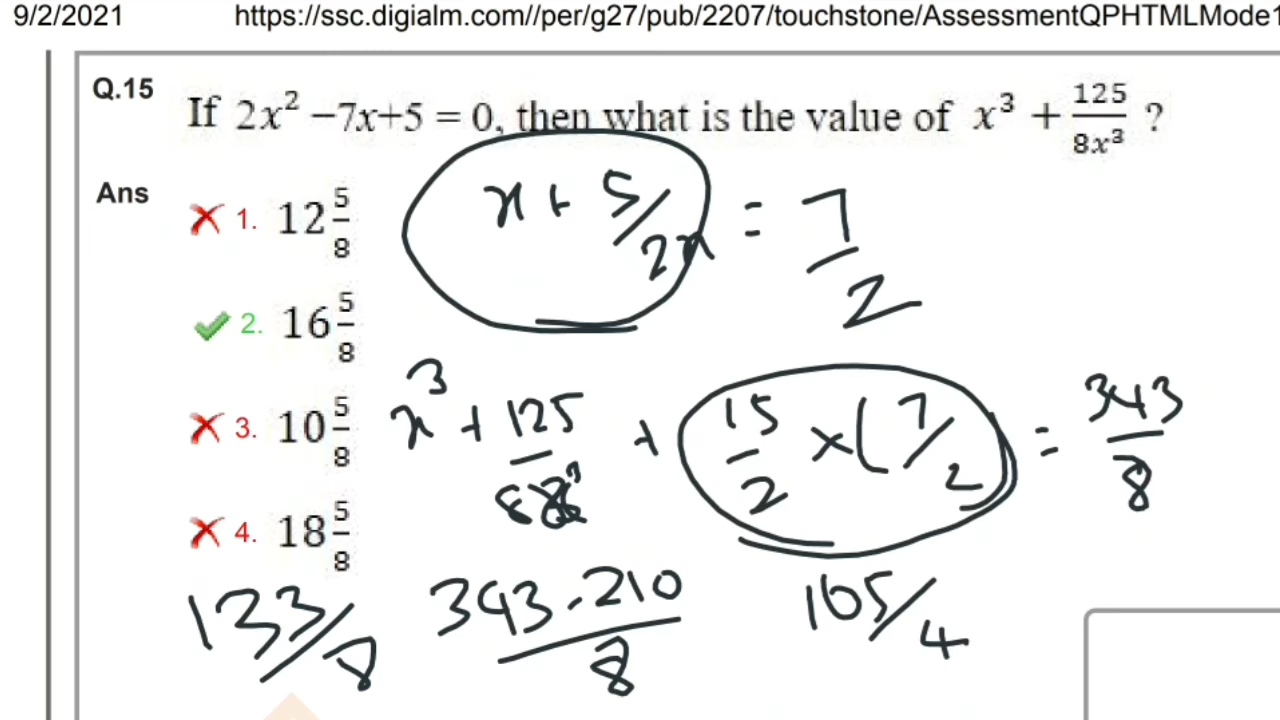 9/2/2021 https://ssc.digialm.com//per/g27/pub/2207/touchstone/AssessmentQPHTMLMode1
Q.15 If 2x² −7x+5 = 0, then what is the value of x³ + 125/8x³ ?
Ans
1. 12 5/8
2. 16 5/8
3. 10 5/8
4. 18 5/8
x + 5/2x = 7/2
x³ + 125/8x³ + 15/2 × (7/2 = 343/8
133/8 343-210/8 105/4